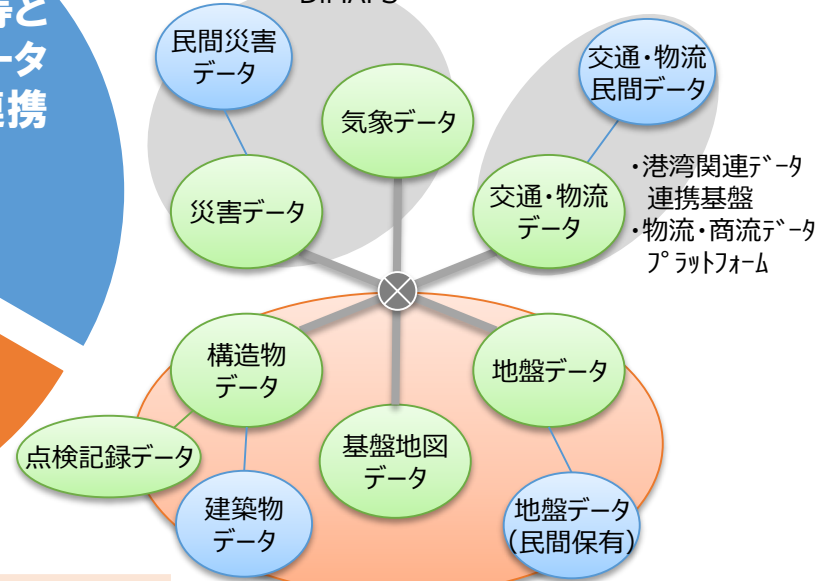 民間災害
データ
気象データ
災害データ
交通・物流
民間データ
交通・物流
データ
・港湾関連ﾃﾞｰﾀ
連携基盤
・物流・商流ﾃﾞｰﾀ
ﾌﾟﾗｯﾄﾌｫｰﾑ
構造物
データ
地盤データ
点検記録データ
基盤地図
データ
建築物
データ
地盤データ
(民間保有)